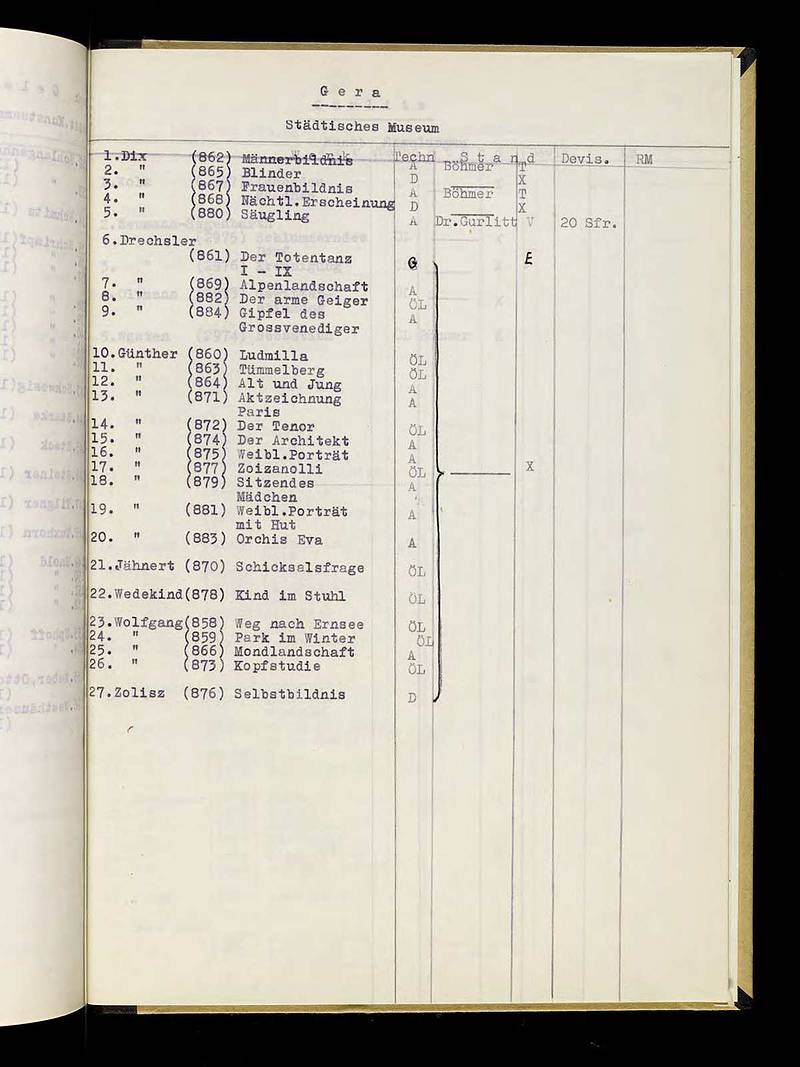 G e r a
Städtisches Museum
W e r k Techn S t a n d Devis. RM
1.Dix (862) Männerbildnis A Böhmer T
2. " (865) Blinder D X
3. " (867) Frauenbildnis A Böhmer T
4. " (868) Nächtl.Erscheinung D X
5. " (880) Säugling A Dr.Gurlitt V 20 Sfr.
6.Drechsler
(861) Der Totentanz G E
I - IX
7. " (869) Alpenlandschaft A
8. " (882) Der arme Geiger ÖL
9. " (884) Gipfel des A
Grossvenediger
10.Günther (860) Ludmilla ÖL
11. " (863) Tümmelberg ÖL
12. " (864) Alt und Jung A
13. " (871) Aktzeichnung A
Paris
14. " (872) Der Tenor ÖL
15. " (874) Der Architekt A
16. " (875) Weibl.Porträt A
17. " (877) Zoizanolli ÖL X
18. " (879) Sitzendes A
Mädchen
19. " (881) Weibl.Porträt A
mit Hut
20. " (883) Orchis Eva A
21.Jähnert (870) Schicksalsfrage ÖL
22.Wedekind(878) Kind im Stuhl ÖL
23.Wolfgang(858) Weg nach Ernsee ÖL
24. " (859) Park im Winter ÖL
25. " (866) Mondlandschaft A
26. " (873) Kopfstudie ÖL
27.Zolisz (876) Selbstbildnis D